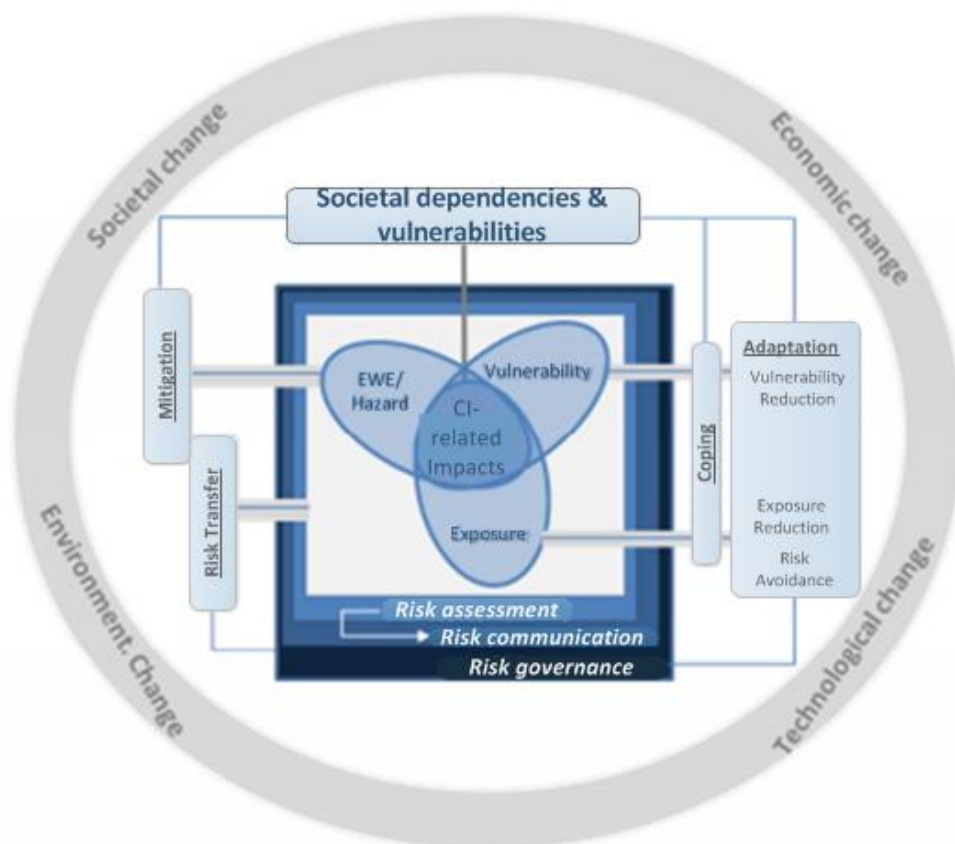 Societal change
Economic change
Societal dependencies &
vulnerabilities
Mitigation
Risk Transfer
EWE/
Hazard
Vulnerability
CI-
related
Impacts
Exposure
Coping
Adaptation
Vulnerability
Reduction
Exposure
Reduction
Risk
Avoidance
Risk assessment
Risk communication
Risk governance
Environment. Change
Technological change